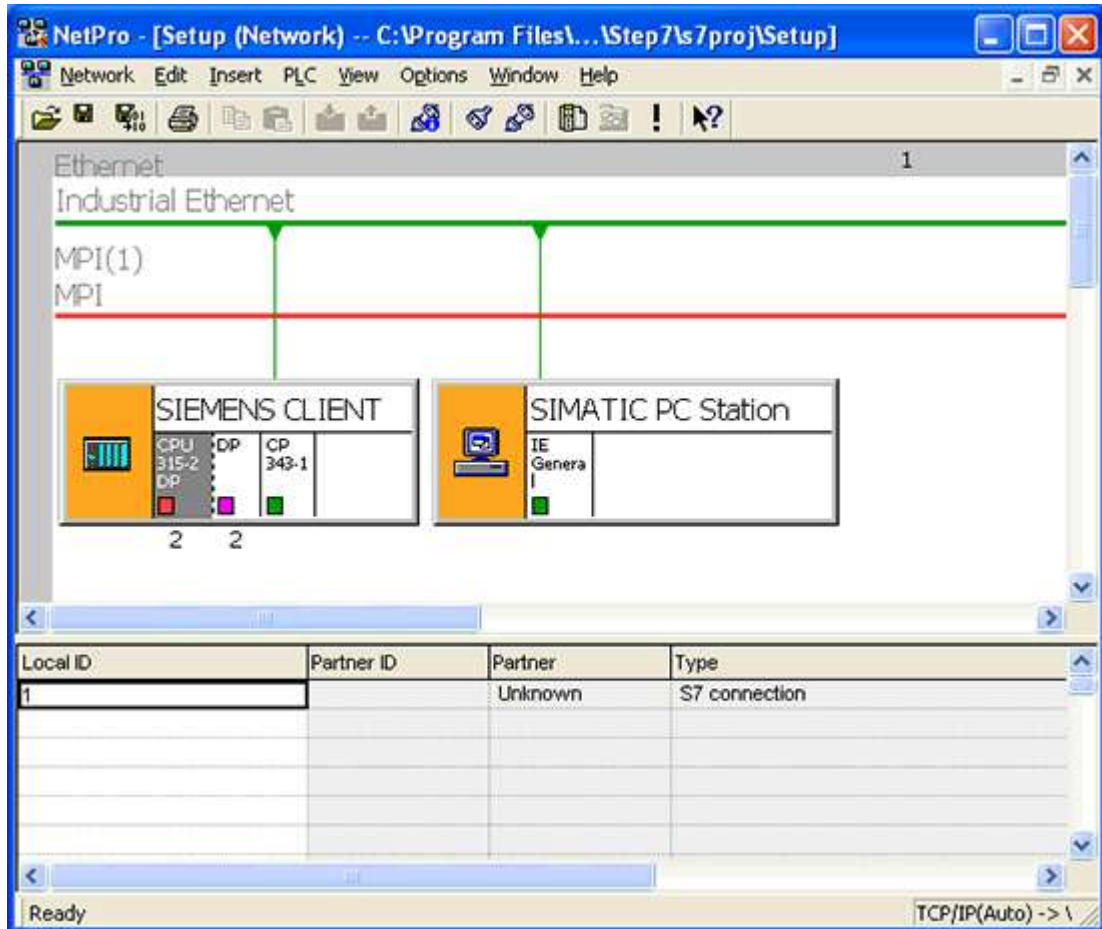 NetPro - [Setup (Network) -- C:\Program Files\...\Step7\s7proj\Setup]
Network Edit Insert PLC View Options Window Help
Ethernet 1
Industrial Ethernet
MPI(1)
MPI
SIEMENS CLIENT
CPU
315-2
DP
DP
CP
343-1
2 2
SIMATIC PC Station
IE
Genera
l
Local ID Partner ID Partner Type
1 Unknown S7 connection
Ready TCP/IP(Auto) -> \